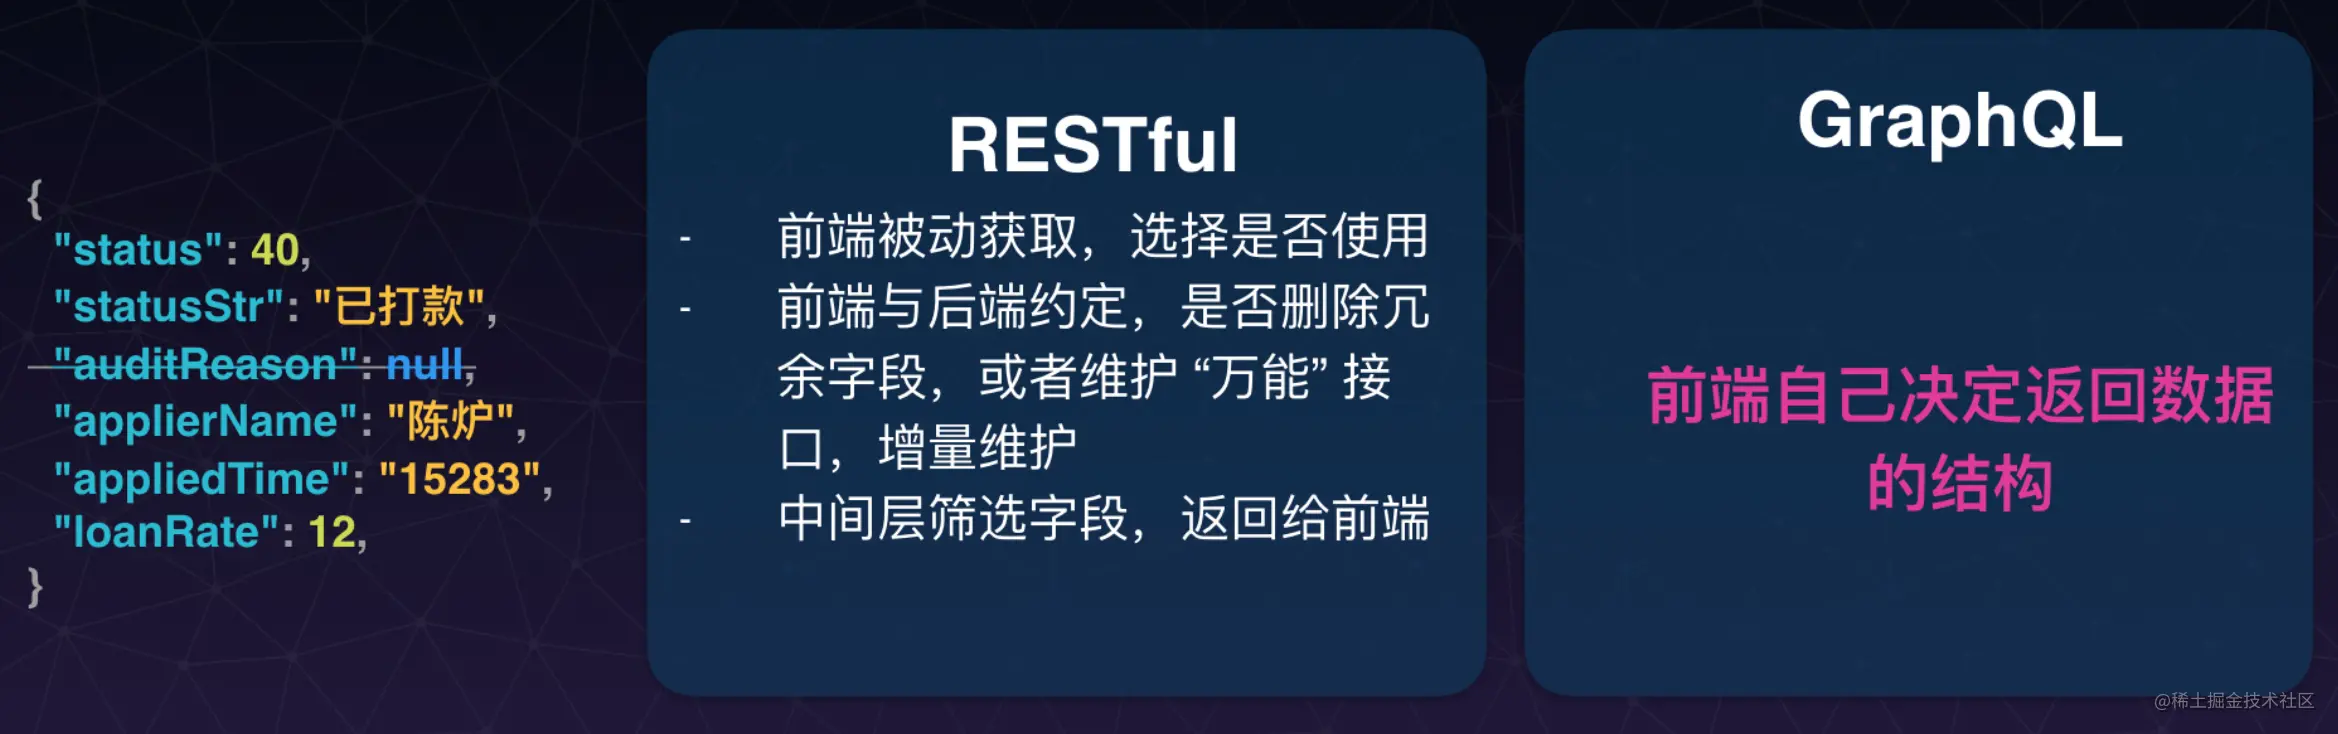 {
"status": 40,
"statusStr": "已打款",
"auditReason": null,
"applierName": "陈炉",
"appliedTime": "15283",
"loanRate": 12,
}
RESTful
- 前端被动获取，选择是否使用
- 前端与后端约定，是否删除冗
余字段，或者维护 “万能” 接
口，增量维护
- 中间层筛选字段，返回给前端
GraphQL
前端自己决定返回数据
的结构
@稀土掘金技术社区